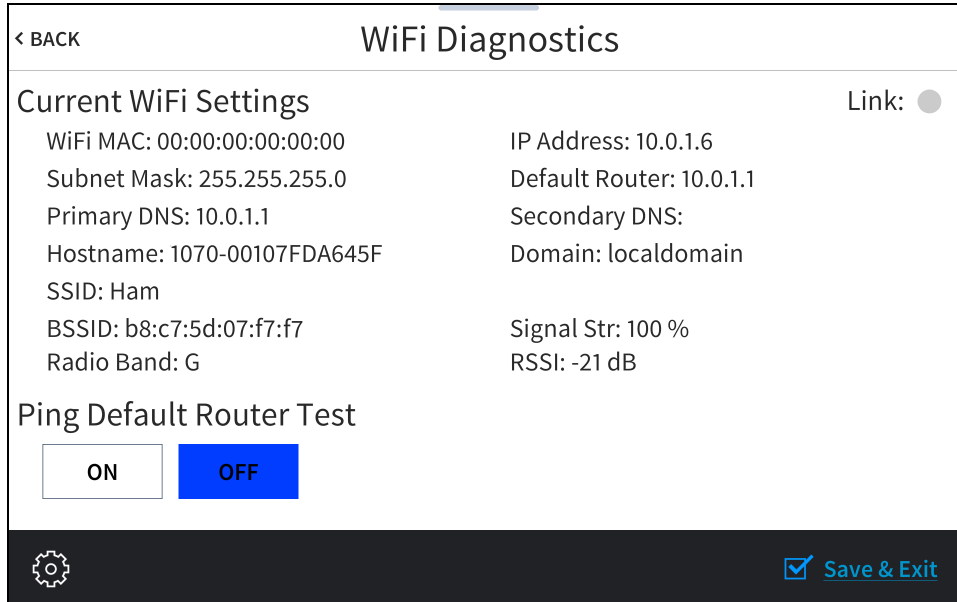 < BACK
WiFi Diagnostics
Current WiFi Settings
Link:
WiFi MAC: 00:00:00:00:00:00
IP Address: 10.0.1.6
Subnet Mask: 255.255.255.0
Default Router: 10.0.1.1
Primary DNS: 10.0.1.1
Secondary DNS:
Hostname: 1070-00107FDA645F
Domain: localdomain
SSID: Ham
BSSID: b8:c7:5d:07:f7:f7
Signal Str: 100 %
Radio Band: G
RSSI: -21 dB
Ping Default Router Test
ON
OFF
Save & Exit